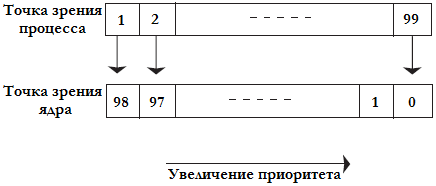 Точка зрения
процесса
1 2 99
Точка зрения
ядра
98 97 1 0
Увеличение приоритета